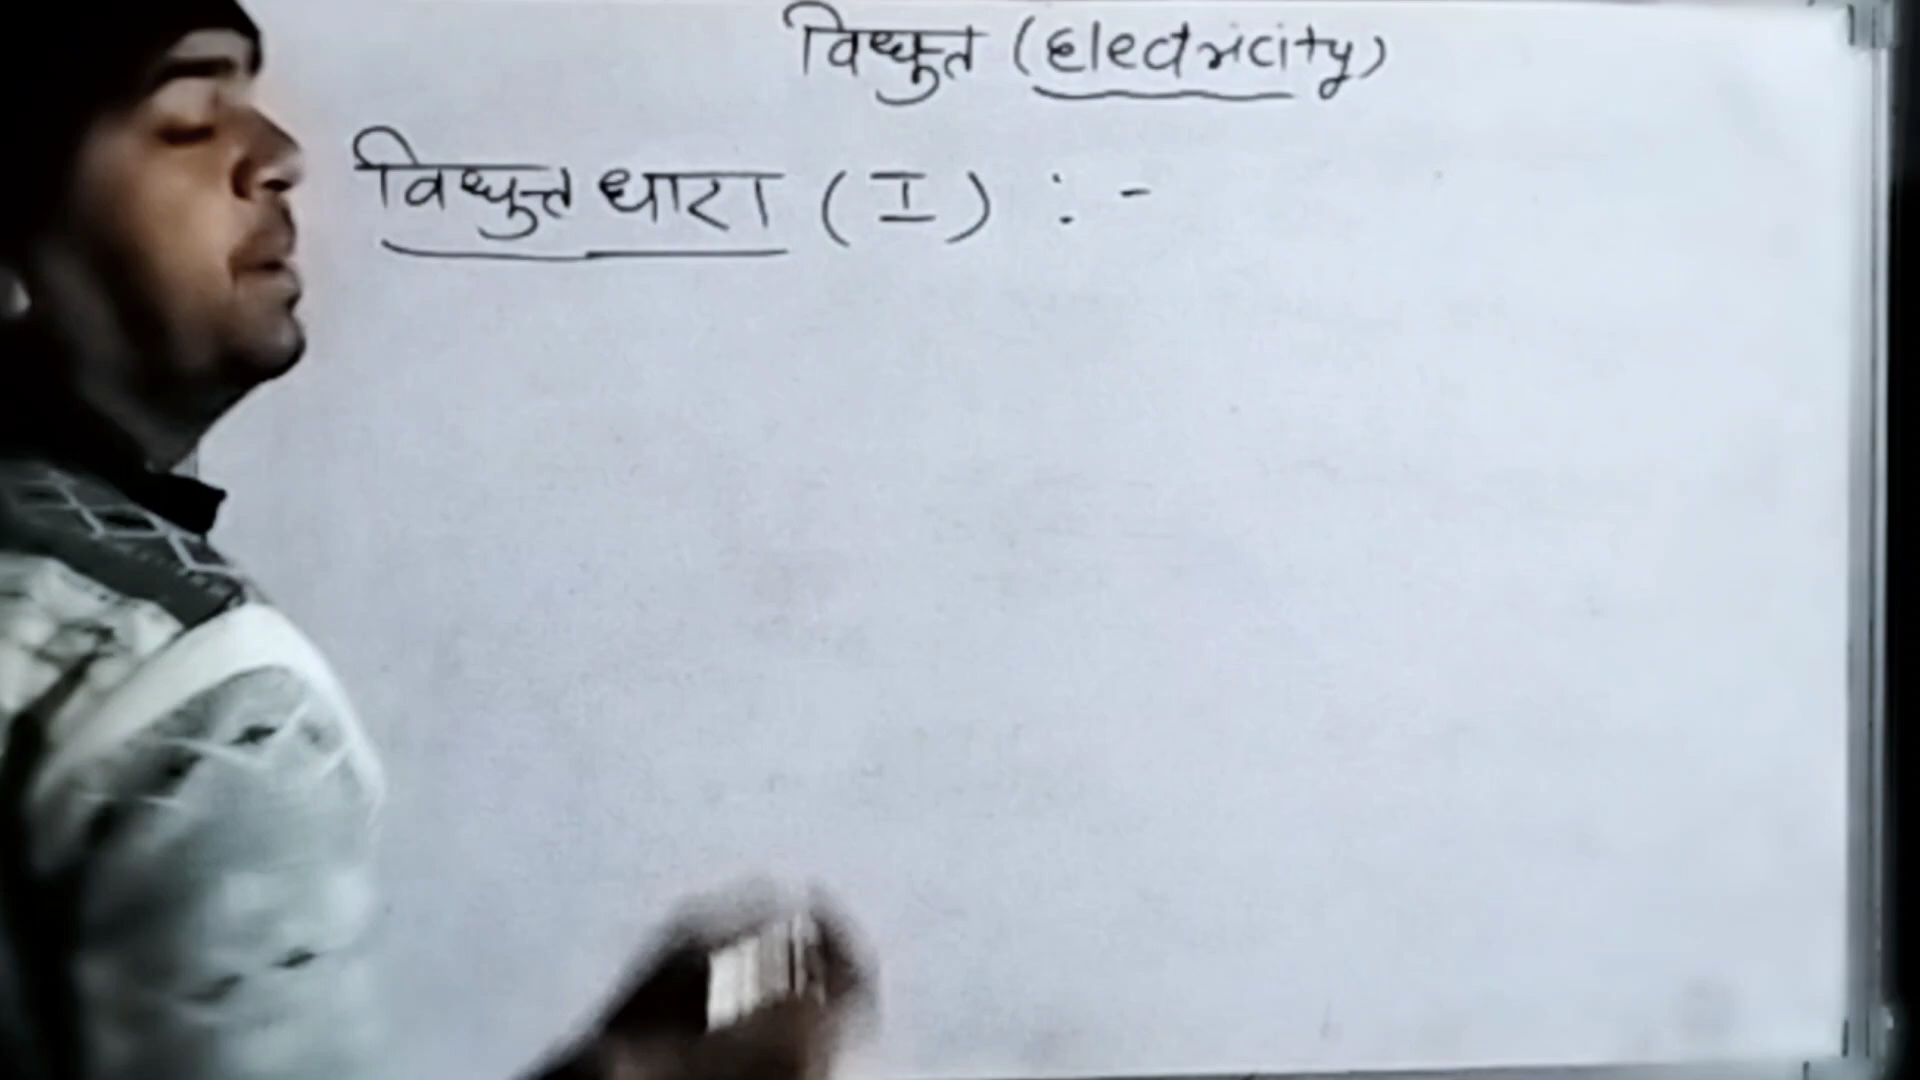 विध्युत (Electricity)
विध्युत धारा (I) : -